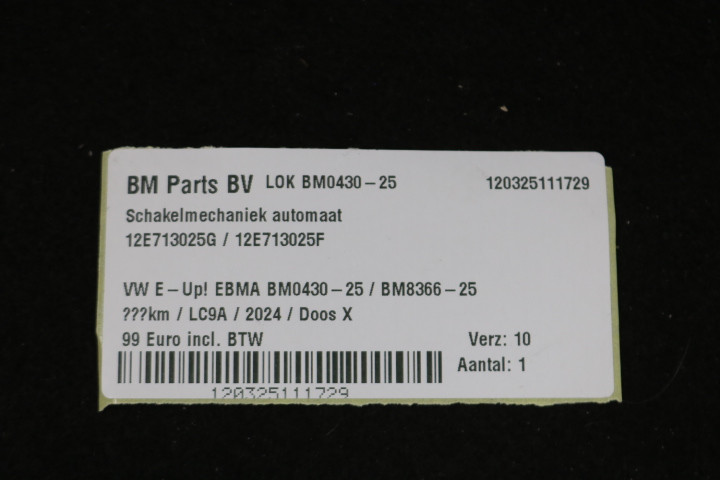 BM Parts BV LOK BM0430-25 120325111729
Schakelmechaniek automaat
12E713025G / 12E713025F
VW E-Up! EBMA BM0430-25 / BM8366-25
???km / LC9A / 2024 / Doos X
99 Euro incl. BTW Verz: 10
Aantal: 1
120325111729